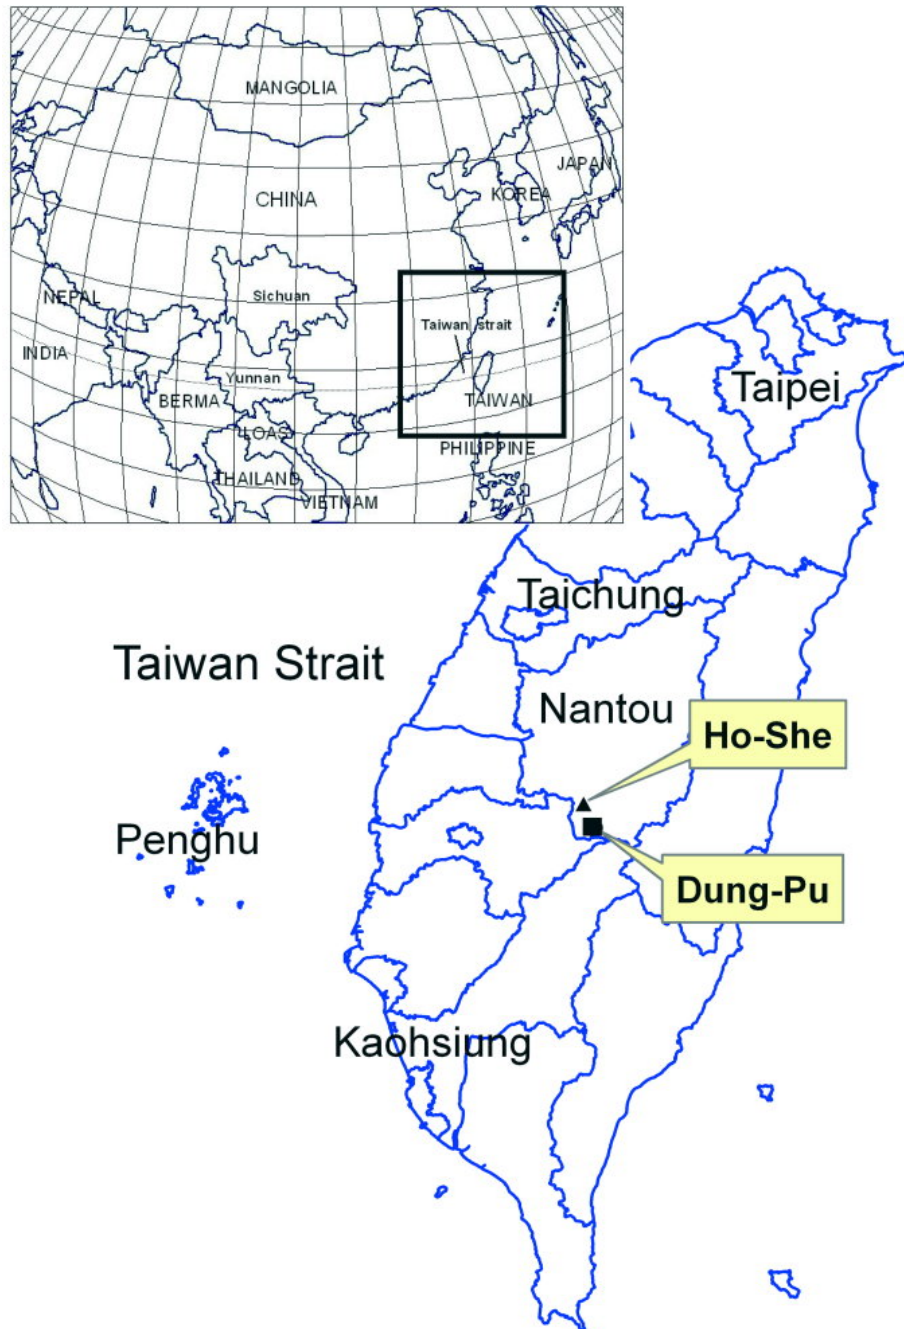 MANGOLIA
JAPAN
KOREA
CHINA
Sichuan
NEPAL
Taiwan strait
INDIA
Yunnan
BERMA
TAIWAN
LOAS
PHILIPPINE
THAILAND
VIETNAM
Taipei
Taichung
Taiwan Strait
Nantou
Ho-She
Penghu
Dung-Pu
Kaohsiung